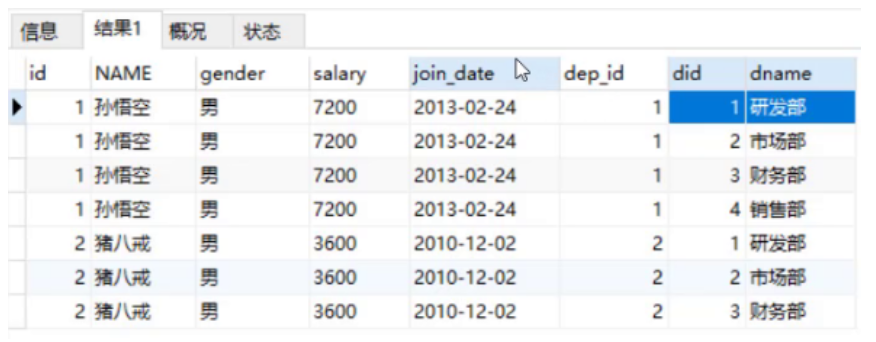 信息 结果1 概况 状态
id NAME gender salary join_date dep_id did dname
1 孙悟空 男 7200 2013-02-24 1 1 研发部
1 孙悟空 男 7200 2013-02-24 1 2 市场部
1 孙悟空 男 7200 2013-02-24 1 3 财务部
1 孙悟空 男 7200 2013-02-24 1 4 销售部
2 猪八戒 男 3600 2010-12-02 2 1 研发部
2 猪八戒 男 3600 2010-12-02 2 2 市场部
2 猪八戒 男 3600 2010-12-02 2 3 财务部